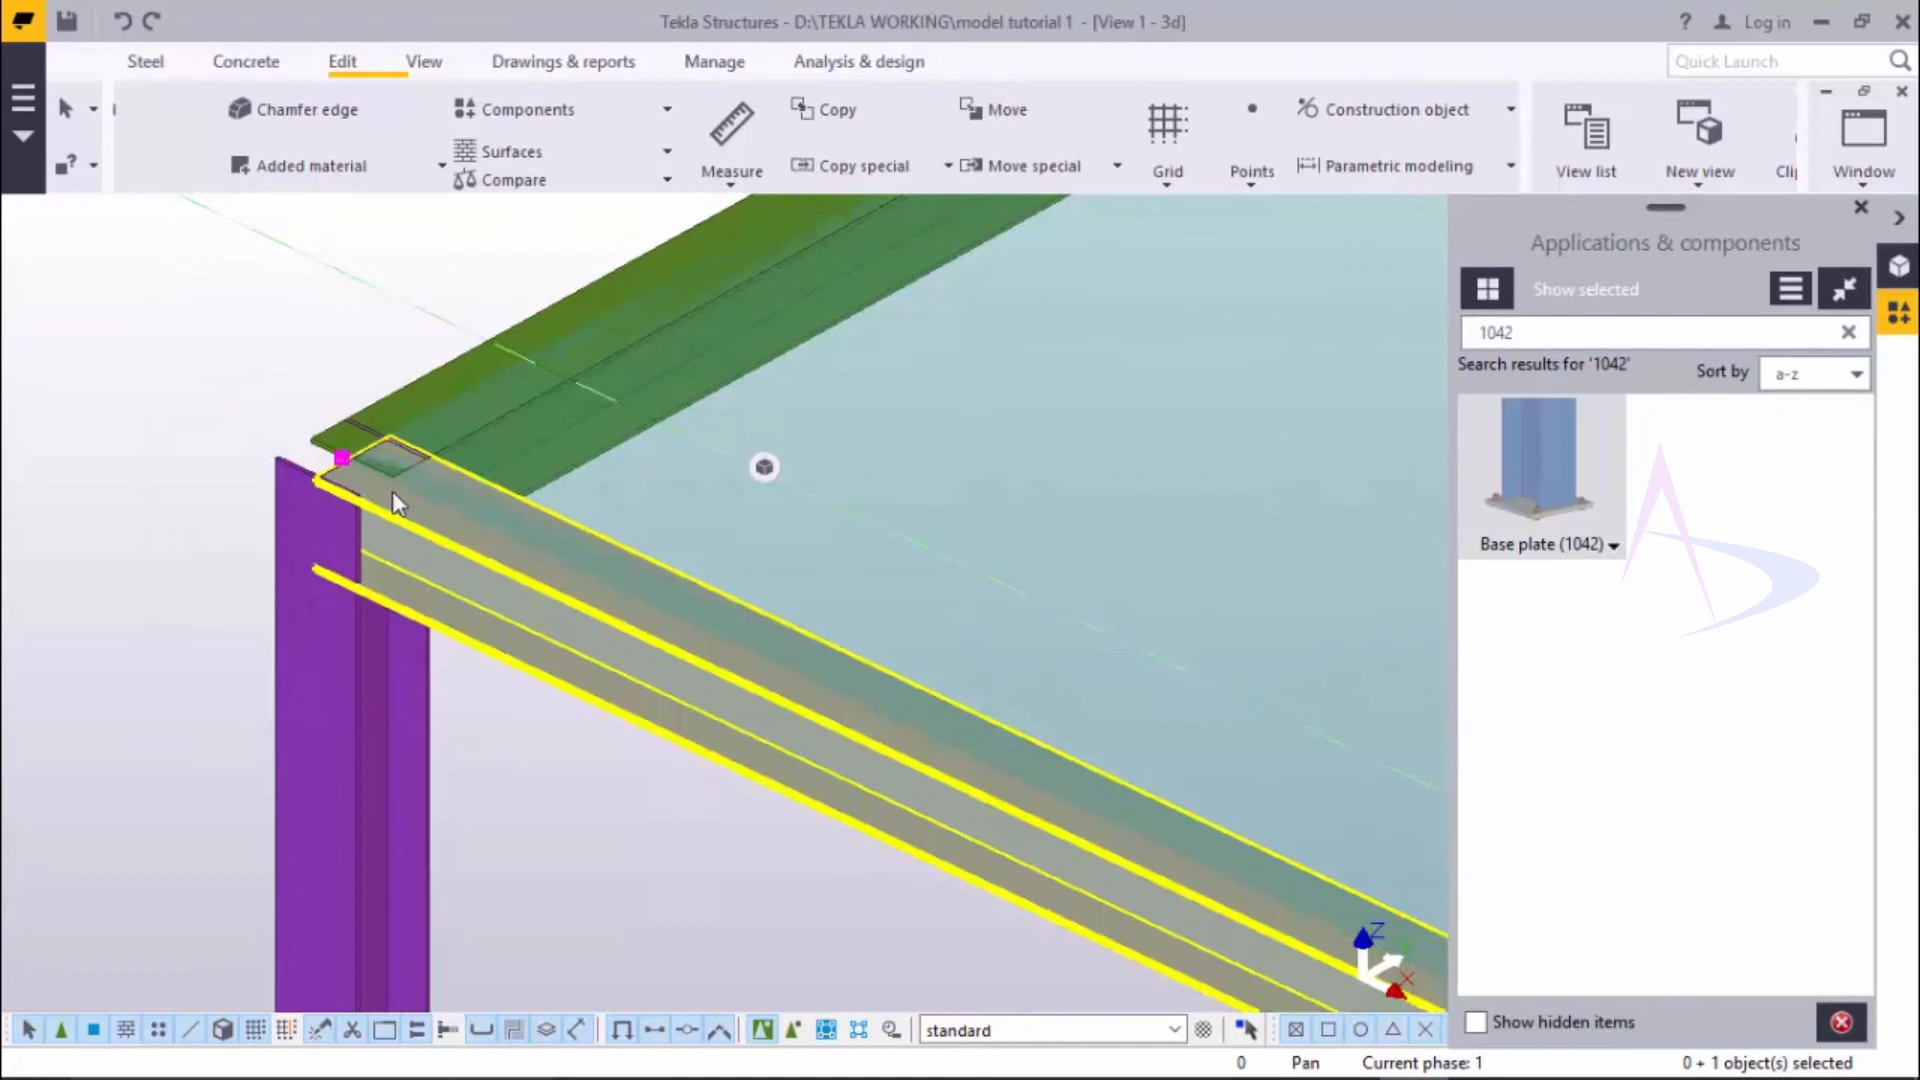 Tekla Structures - D:\TEKLA WORKING\model tutorial 1 - [View 1 - 3d]
? Log in
Steel Concrete Edit View Drawings & reports Manage Analysis & design
Quick Launch
Chamfer edge Components Copy Move Construction object
Surfaces
Added material Copy special Move special Parametric modeling
Compare Measure Grid Points View list New view Cli Window
Applications & components
Show selected
1042
Search results for '1042' Sort by a-z
Base plate (1042)
Z
X
standard
Show hidden items
0 Pan Current phase: 1 0 + 1 object(s) selected